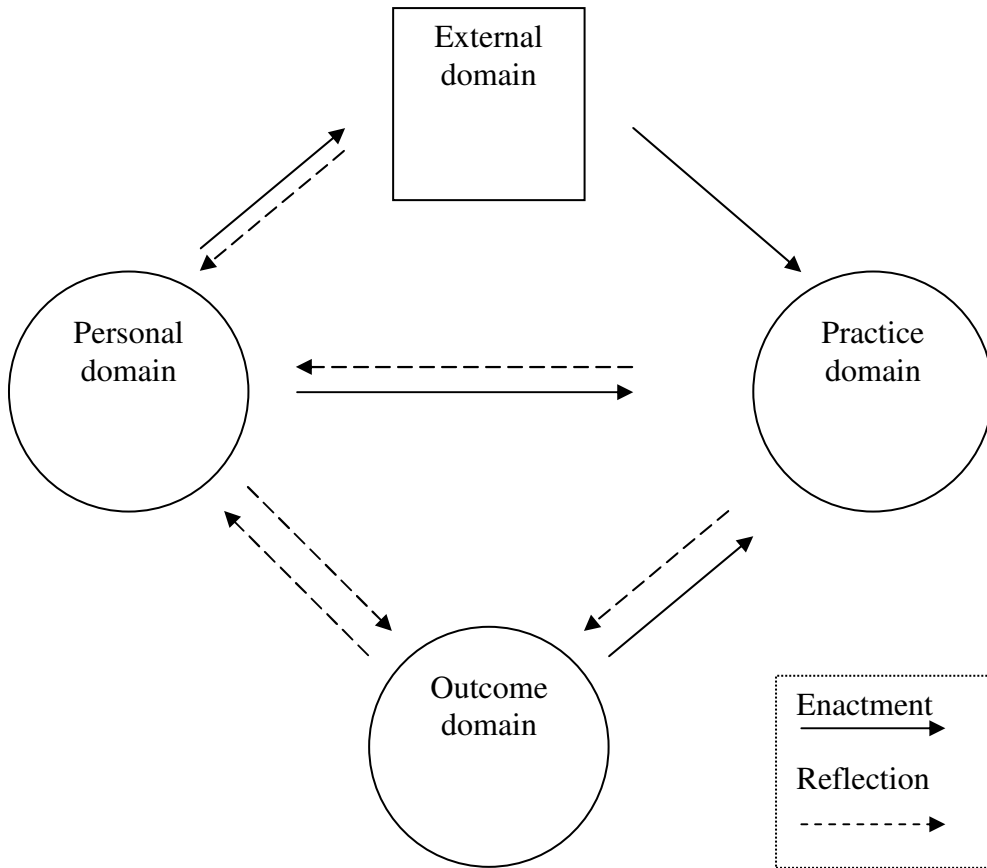 External
domain
Personal
domain
Practice
domain
Outcome
domain
Enactment
Reflection